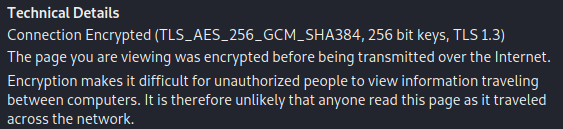 Technical Details
Connection Encrypted (TLS_AES_256_GCM_SHA384, 256 bit keys, TLS 1.3)
The page you are viewing was encrypted before being transmitted over the Internet.
Encryption makes it difficult for unauthorized people to view information traveling
between computers. It is therefore unlikely that anyone read this page as it traveled
across the network.